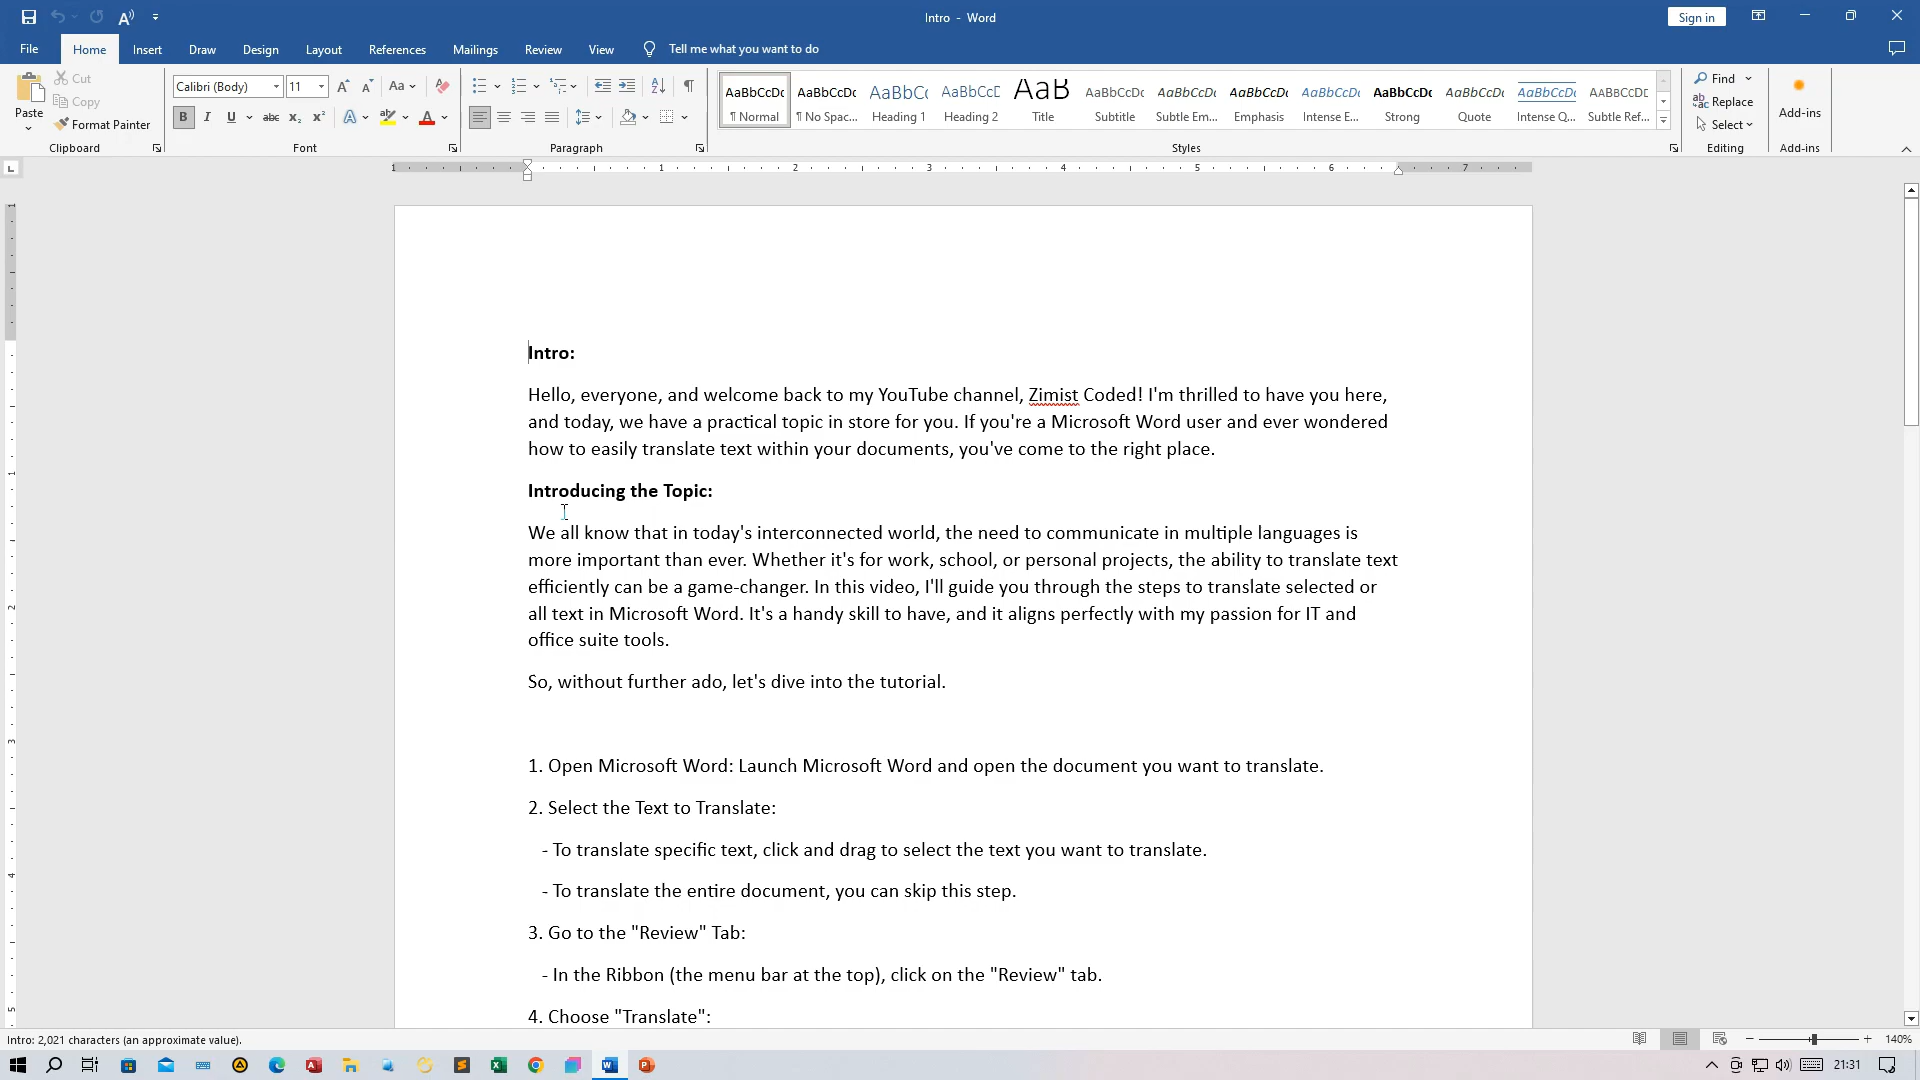 Intro - Word
Sign in
File Home Insert Draw Design Layout References Mailings Review View Tell me what you want to do
Paste
Cut
Copy
Format Painter
Clipboard
Calibri (Body) 11
Aa
B I U abc x₂ x² A A
Font
Paragraph
AaBbCcDc AaBbCcDc AaBbC( AaBbCcD AaB AaBbCcDc AaBbCcDc AaBbCcDc AaBbCcDc AaBbCcDc AaBbCcDc AaBbCcDc AABBCCDC
¶ Normal ¶ No Spac... Heading 1 Heading 2 Title Subtitle Subtle Em... Emphasis Intense E... Strong Quote Intense Q... Subtle Ref...
Styles
Find
Replace
Select
Editing
Add-ins
Add-ins
1 1 2 3 4 5 6 7
Intro:
Hello, everyone, and welcome back to my YouTube channel, Zimist Coded! I'm thrilled to have you here,
and today, we have a practical topic in store for you. If you're a Microsoft Word user and ever wondered
how to easily translate text within your documents, you've come to the right place.
Introducing the Topic:
We all know that in today's interconnected world, the need to communicate in multiple languages is
more important than ever. Whether it's for work, school, or personal projects, the ability to translate text
efficiently can be a game-changer. In this video, I'll guide you through the steps to translate selected or
all text in Microsoft Word. It's a handy skill to have, and it aligns perfectly with my passion for IT and
office suite tools.
So, without further ado, let's dive into the tutorial.
1. Open Microsoft Word: Launch Microsoft Word and open the document you want to translate.
2. Select the Text to Translate:
- To translate specific text, click and drag to select the text you want to translate.
- To translate the entire document, you can skip this step.
3. Go to the "Review" Tab:
- In the Ribbon (the menu bar at the top), click on the "Review" tab.
4. Choose "Translate":
Intro: 2,021 characters (an approximate value).
140%
21:31